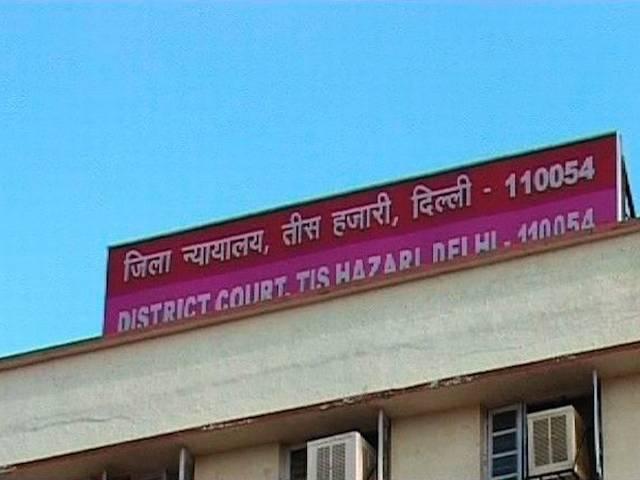 जिला न्यायालय, तीस हजारी, दिल्ली - 110054
DISTRICT COURT, TIS HAZARI, DELHI - 110054